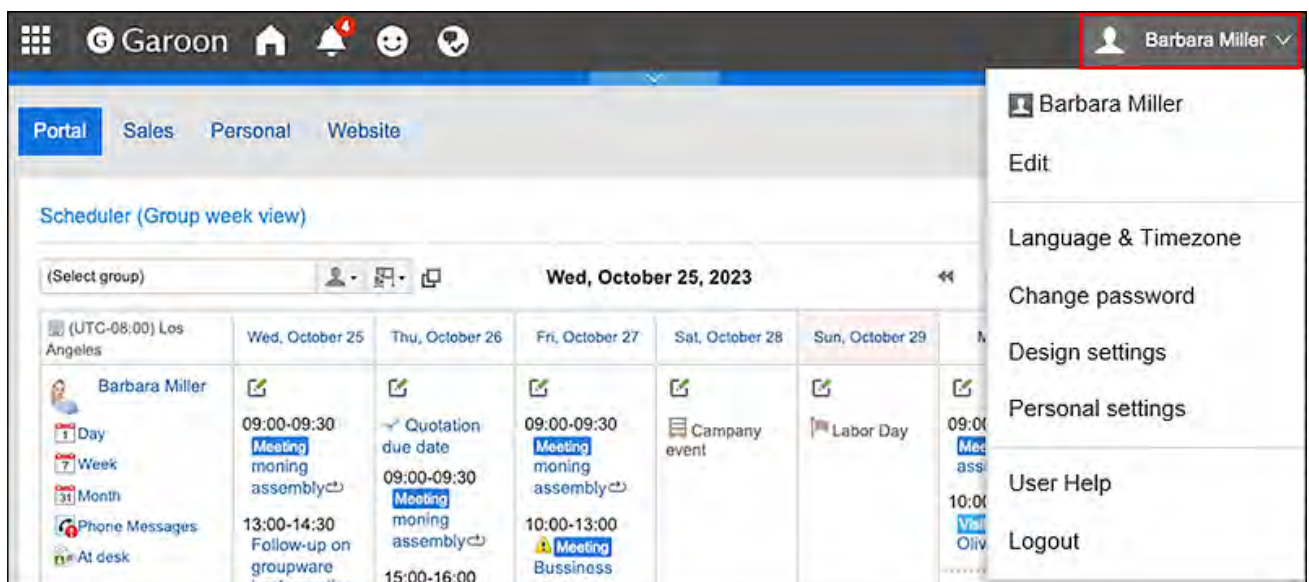 Garoon
4
Barbara Miller
Barbara Miller
Edit
Language & Timezone
Change password
Design settings
Personal settings
User Help
Logout
Portal Sales Personal Website
Scheduler (Group week view)
(Select group)
Wed, October 25, 2023
(UTC-08:00) Los
Angeles
Wed, October 25
Thu, October 26
Fri, October 27
Sat, October 28
Sun, October 29
Barbara Miller
1 Day
7 Week
31 Month
Phone Messages
At desk
09:00-09:30
Meeting
moning
assembly
13:00-14:30
Follow-up on
groupware
Quotation
due date
09:00-09:30
Meeting
moning
assembly
15:00-16:00
09:00-09:30
Meeting
moning
assembly
10:00-13:00
Meeting
Bussiness
Campany
event
Labor Day